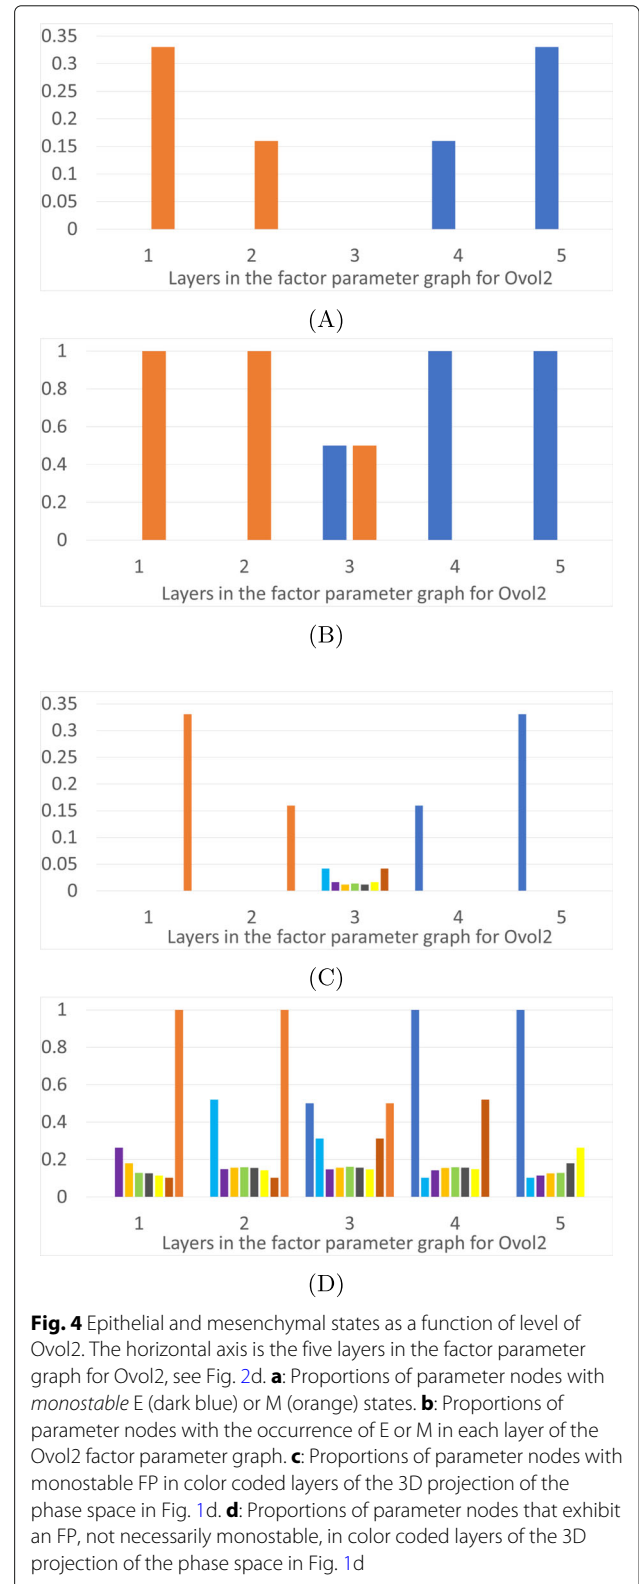 0.35
0.3
0.25
0.2
0.15
0.1
0.05
0
1 2 3 4 5
Layers in the factor parameter graph for Ovol2
(A)
1
0.8
0.6
0.4
0.2
0
1 2 3 4 5
Layers in the factor parameter graph for Ovol2
(B)
0.35
0.3
0.25
0.2
0.15
0.1
0.05
0
1 2 3 4 5
Layers in the factor parameter graph for Ovol2
(C)
1
0.8
0.6
0.4
0.2
0
1 2 3 4 5
Layers in the factor parameter graph for Ovol2
(D)
Fig. 4 Epithelial and mesenchymal states as a function of level of
Ovol2. The horizontal axis is the five layers in the factor parameter
graph for Ovol2, see Fig. 2d. a: Proportions of parameter nodes with
monostable E (dark blue) or M (orange) states. b: Proportions of
parameter nodes with the occurrence of E or M in each layer of the
Ovol2 factor parameter graph. c: Proportions of parameter nodes with
monostable FP in color coded layers of the 3D projection of the
phase space in Fig. 1d. d: Proportions of parameter nodes that exhibit
an FP, not necessarily monostable, in color coded layers of the 3D
projection of the phase space in Fig. 1d